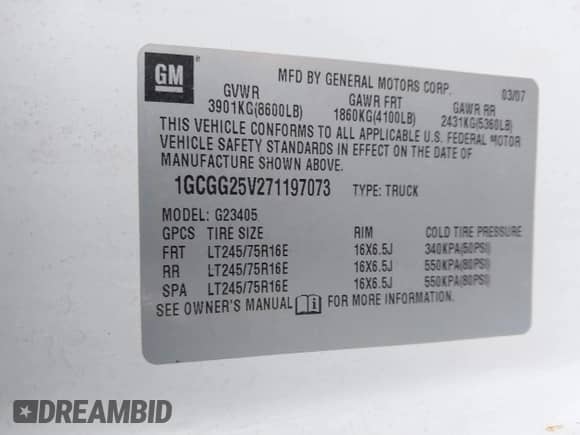 GM
MFD BY GENERAL MOTORS CORP. 03/07
GVWR GAWR FRT GAWR RR
3901KG(8600LB) 1860KG(4100LB) 2431KG(5360LB)
THIS VEHICLE CONFORMS TO ALL APPLICABLE U.S. FEDERAL MOTOR
VEHICLE SAFETY STANDARDS IN EFFECT ON THE DATE OF
MANUFACTURE SHOWN ABOVE.
1GCGG25V271197073 TYPE: TRUCK
MODEL: G23405
GPCS TIRE SIZE RIM COLD TIRE PRESSURE
FRT LT245/75R16E 16X6.5J 340KPA(50PSI)
RR LT245/75R16E 16X6.5J 550KPA(80PSI)
SPA LT245/75R16E 16X6.5J 550KPA(80PSI)
SEE OWNER'S MANUAL FOR MORE INFORMATION.
DREAMBID